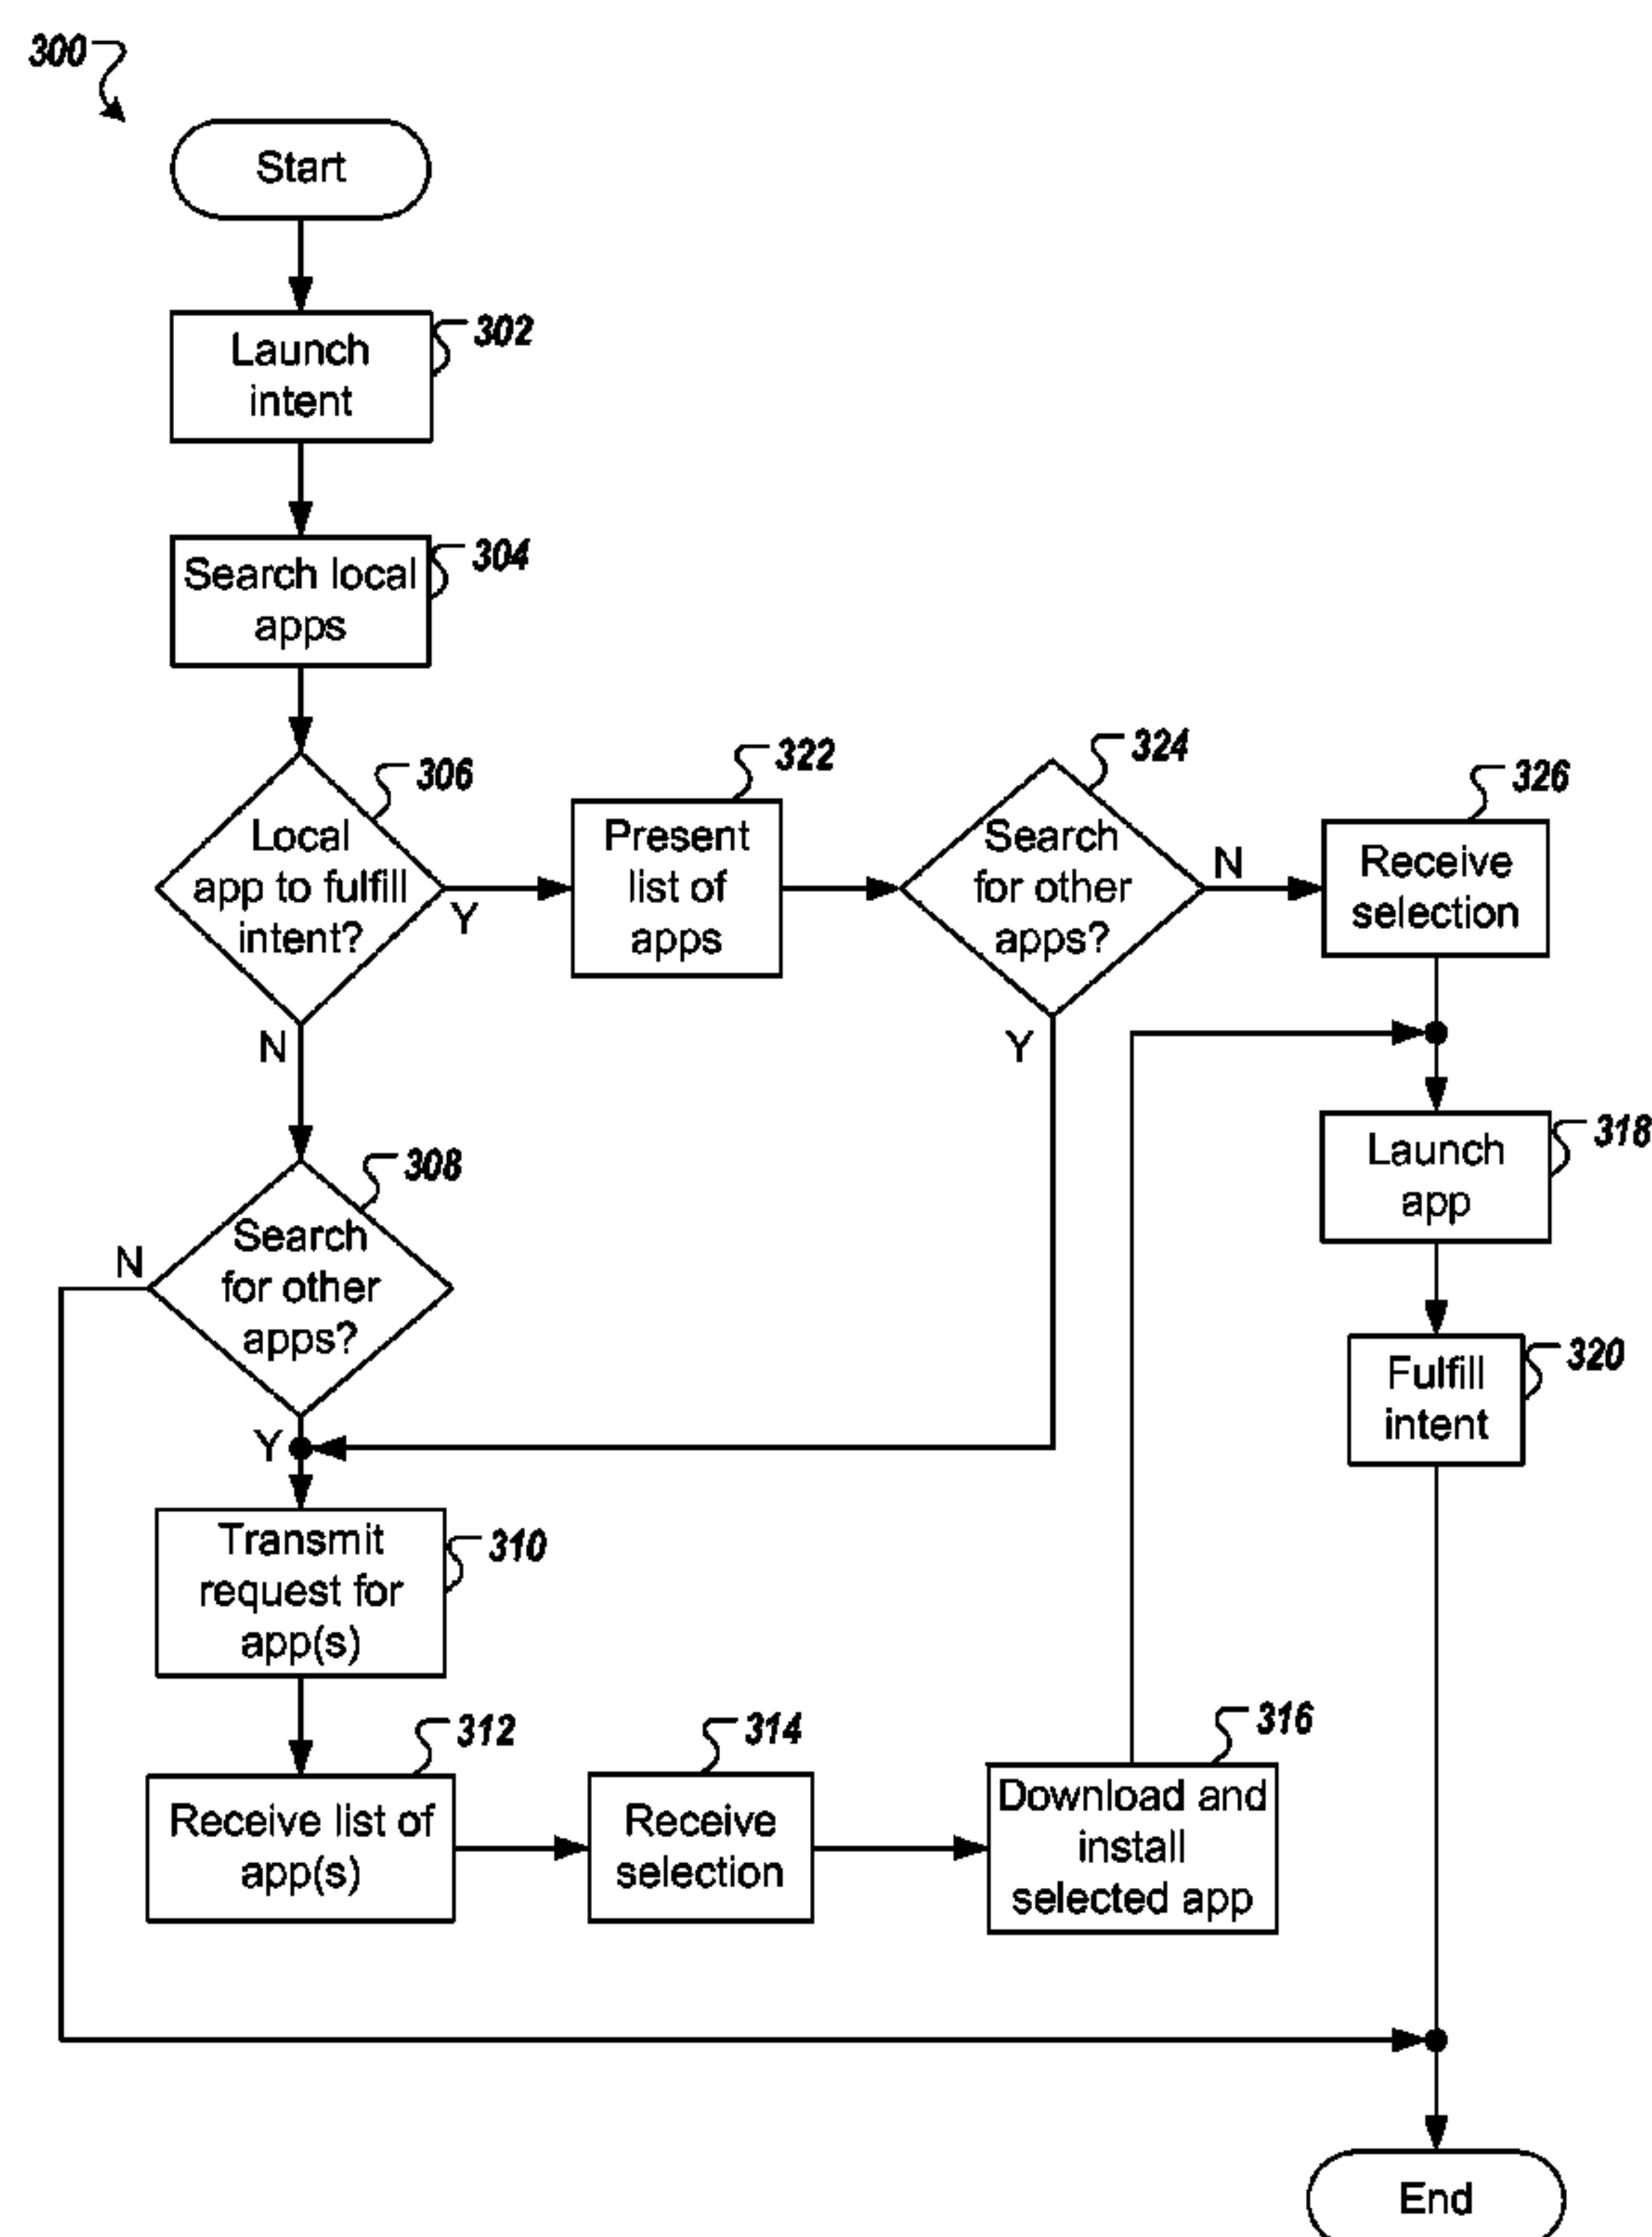 300
Start
Launch
intent
302
Search local
apps
304
Local
app to fulfill
intent?
306
Y
N
Present
list of
apps
322
Search
for other
apps?
324
N
Y
Receive
selection
326
Search
for other
apps?
308
N
Y
Launch
app
318
Fulfill
intent
320
Transmit
request for
app(s)
310
Receive list of
app(s)
312
Receive
selection
314
Download and
install
selected app
316
End